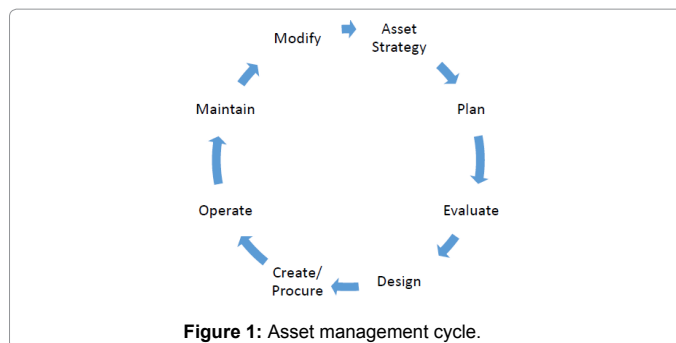 Modify
Asset
Strategy
Maintain
Plan
Operate
Evaluate
Create/
Procure
Design
Figure 1: Asset management cycle.